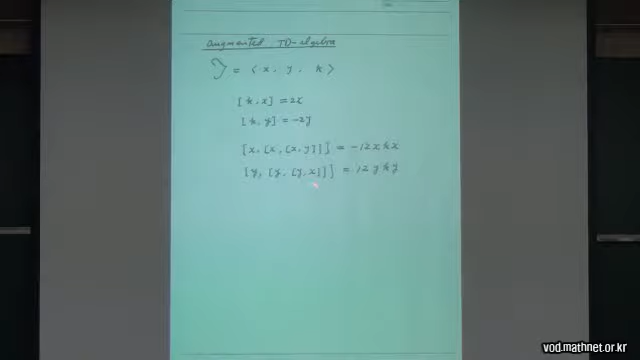 augmented TD-algebra
𝒯 = ⟨ x, y, k ⟩
[k, x] = 2x
[k, y] = -2y
[x, [x, [x, y]]] = -12 x k x
[y, [y, [y, x]]] = 12 y k y
vod.mathnet.or.kr